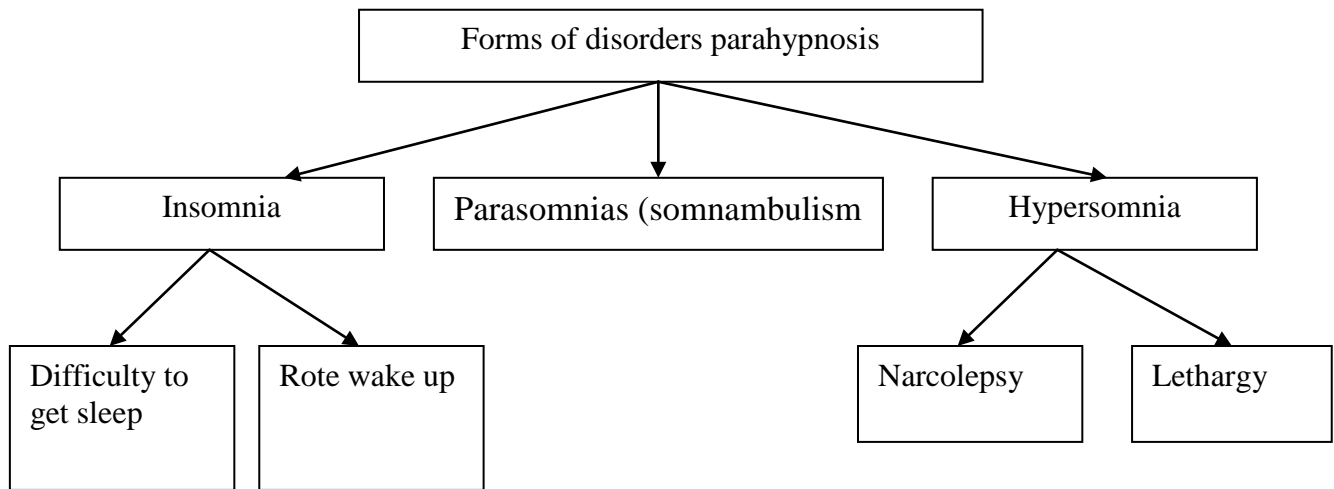 Forms of disorders parahypnosis
Insomnia
Parasomnias (somnambulism
Hypersomnia
Difficulty to
get sleep
Rote wake up
Narcolepsy
Lethargy